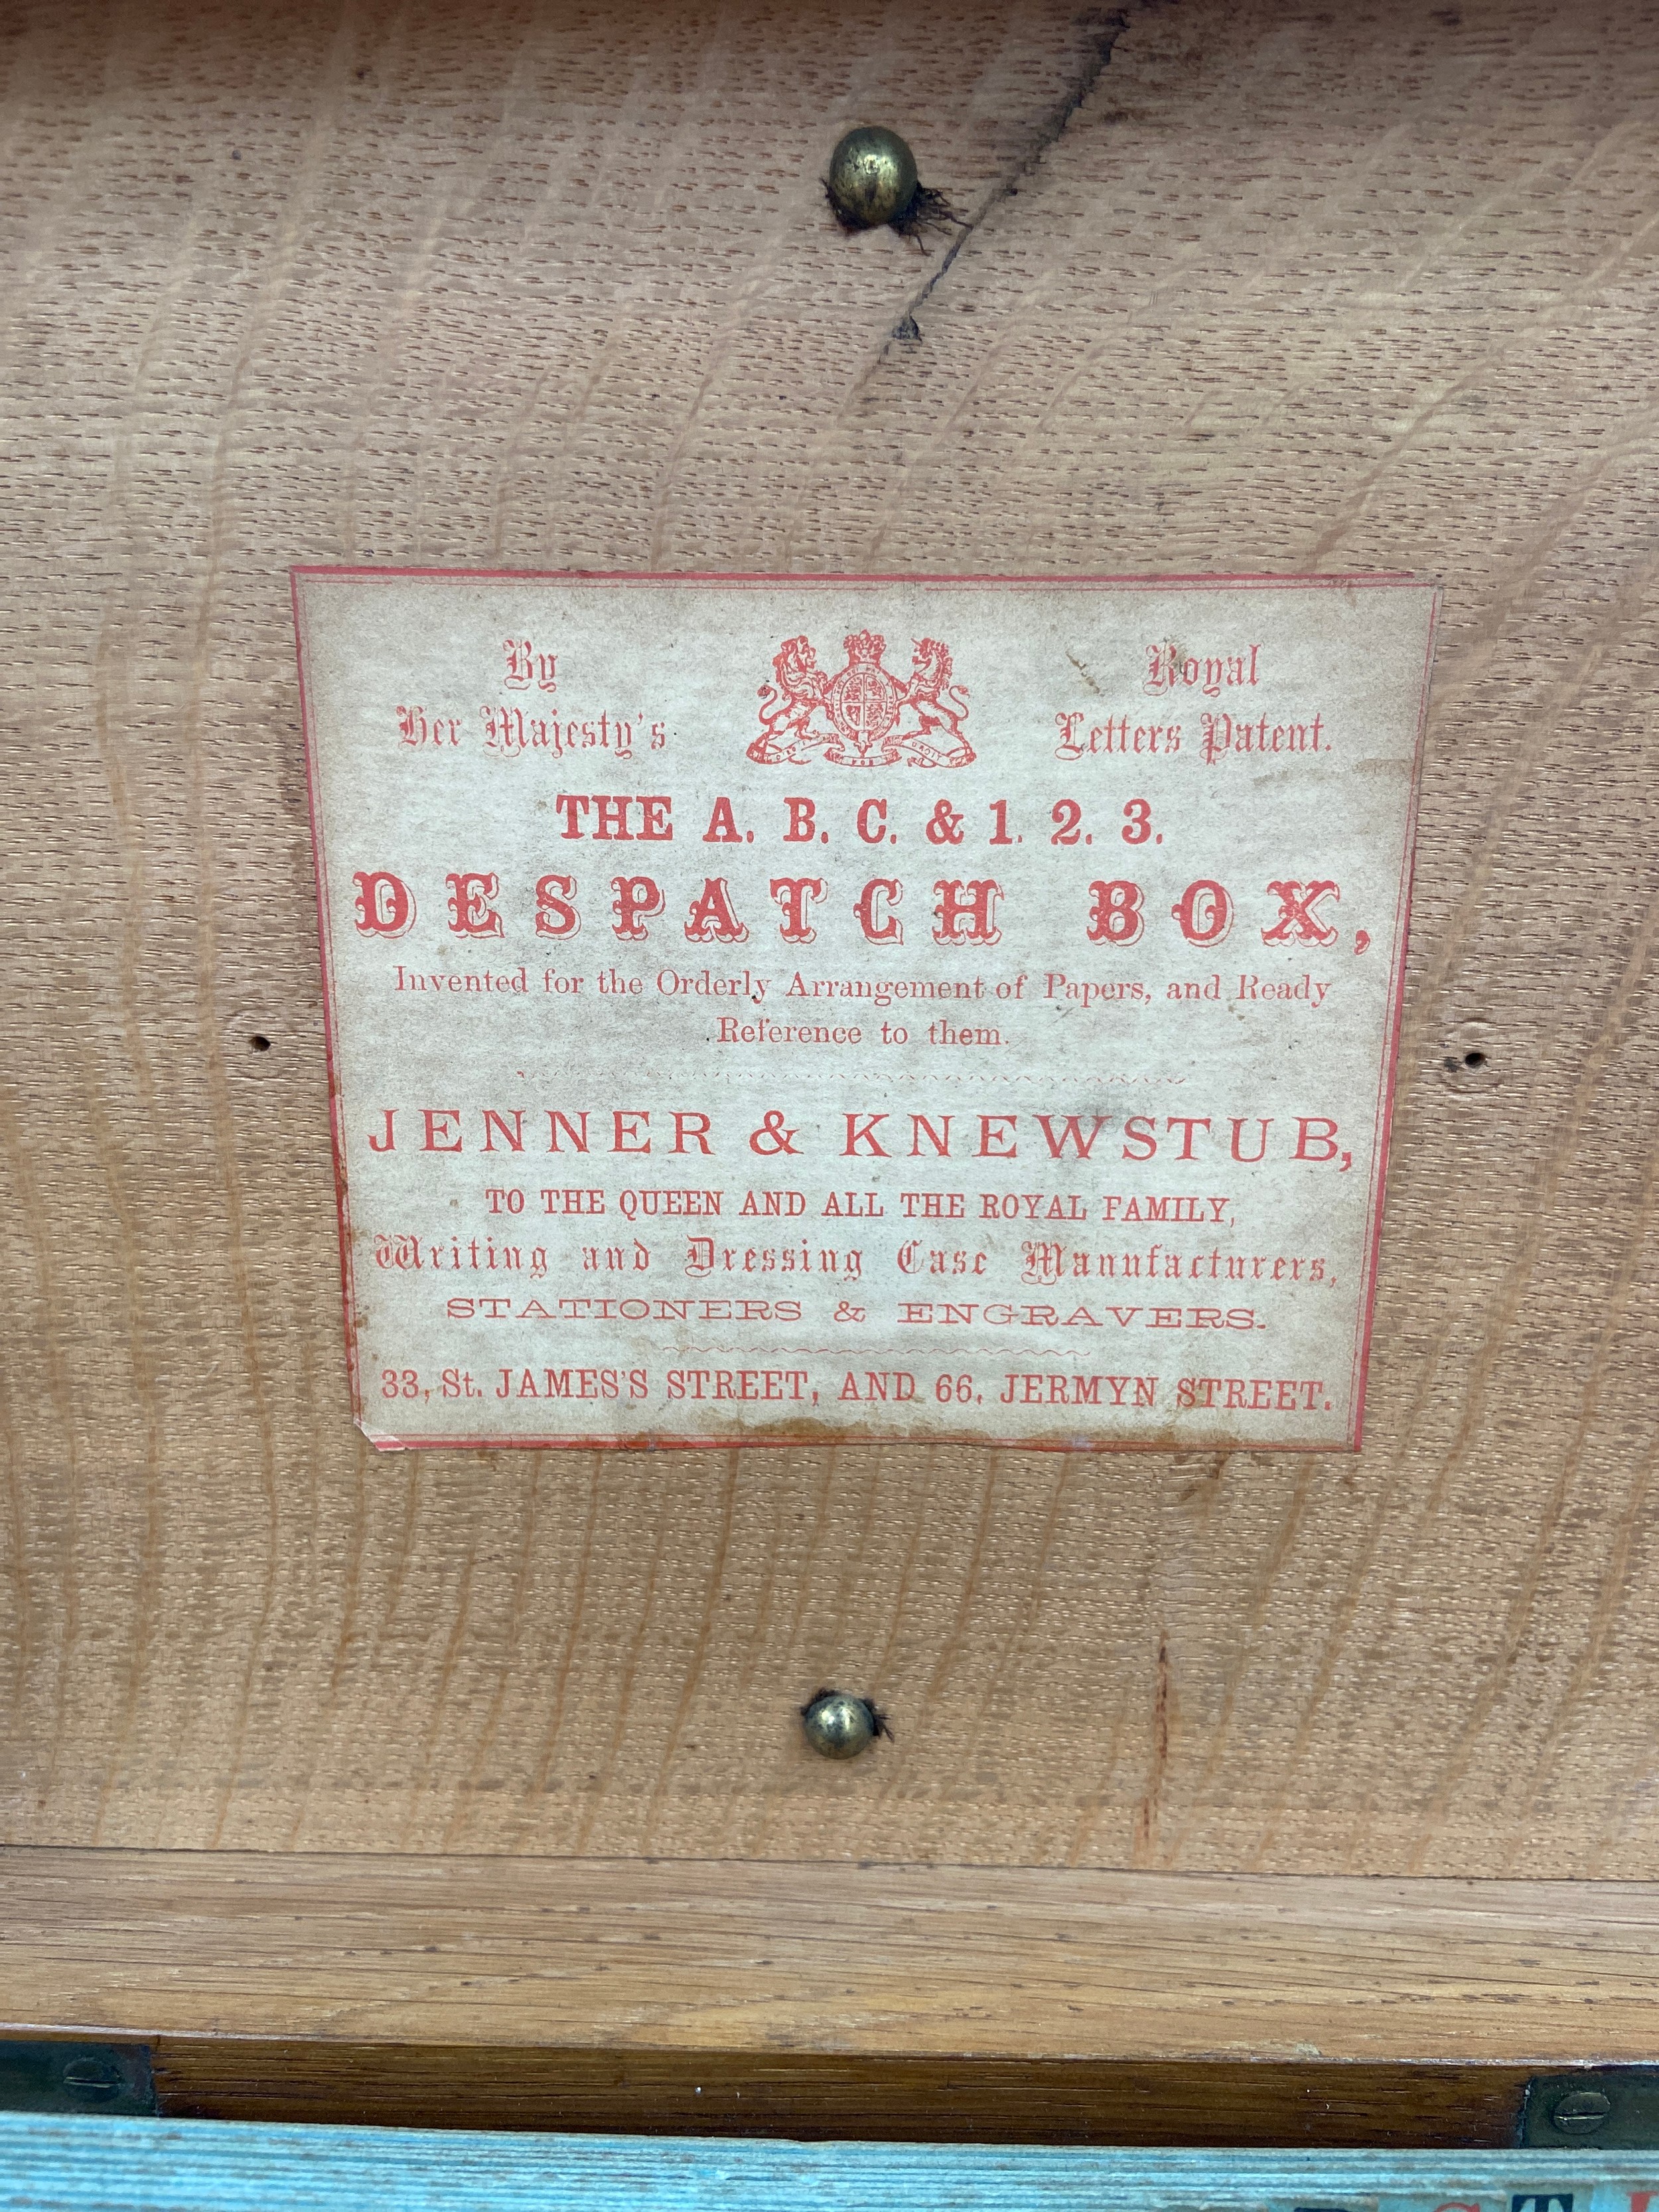 By Royal
Her Majesty's Letters Patent.
THE A. B. C. & 1. 2. 3.
DESPATCH BOX,
Invented for the Orderly Arrangement of Papers, and Ready
Reference to them.
JENNER & KNEWSTUB,
TO THE QUEEN AND ALL THE ROYAL FAMILY,
Writing and Dressing Case Manufacturers,
STATIONERS & ENGRAVERS.
33, St. JAMES'S STREET, AND 66, JERMYN STREET.